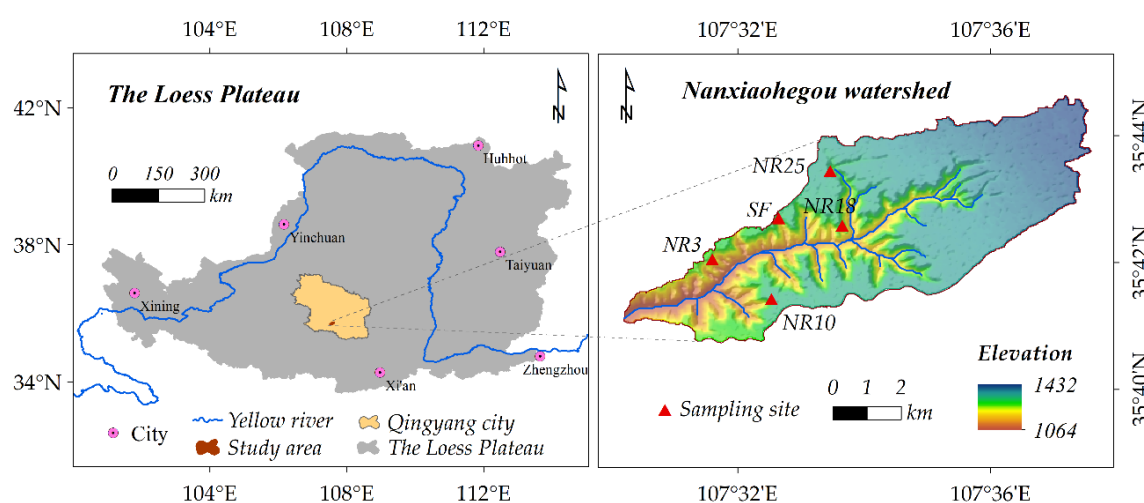 104°E
108°E
112°E
107°32'E
107°36'E
The Loess Plateau
N
42°N
0 150 300
km
Huhhot
Yinchuan
38°N
Taiyuan
Xining
Zhengzhou
Xi'an
34°N
City
Yellow river
Study area
Qingyang city
The Loess Plateau
104°E
108°E
112°E
Nanxiaohegou watershed
N
35°44'N
NR25
SF
NR18
NR3
35°42'N
NR10
Elevation
1432
1064
Sampling site
0 1 2
km
35°40'N
107°32'E
107°36'E